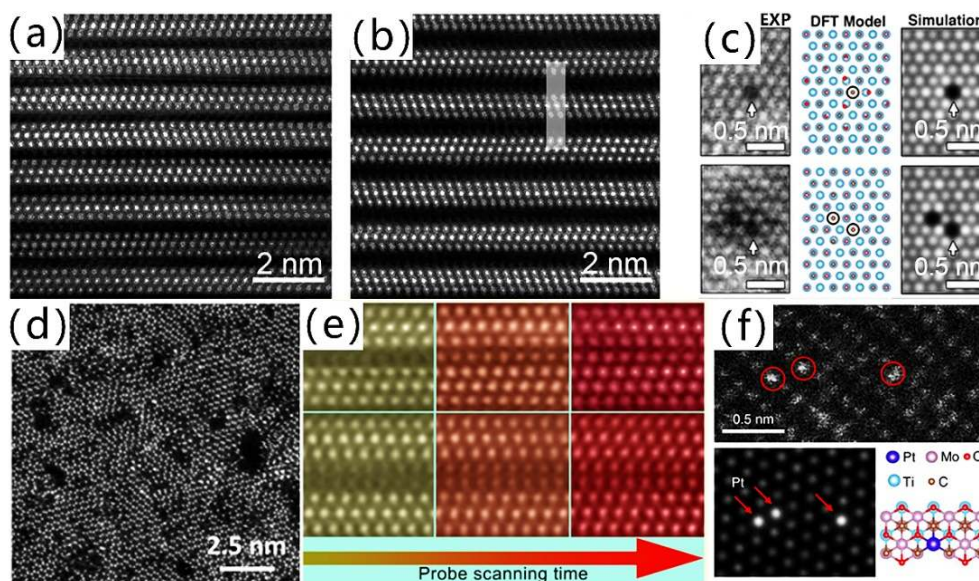 (a)
2 nm
(b)
2 nm
(c)
EXP
DFT Model
Simulation
0.5 nm
0.5 nm
0.5 nm
0.5 nm
(d)
2.5 nm
(e)
Probe scanning time
(f)
0.5 nm
Pt
Pt Mo O
Ti C